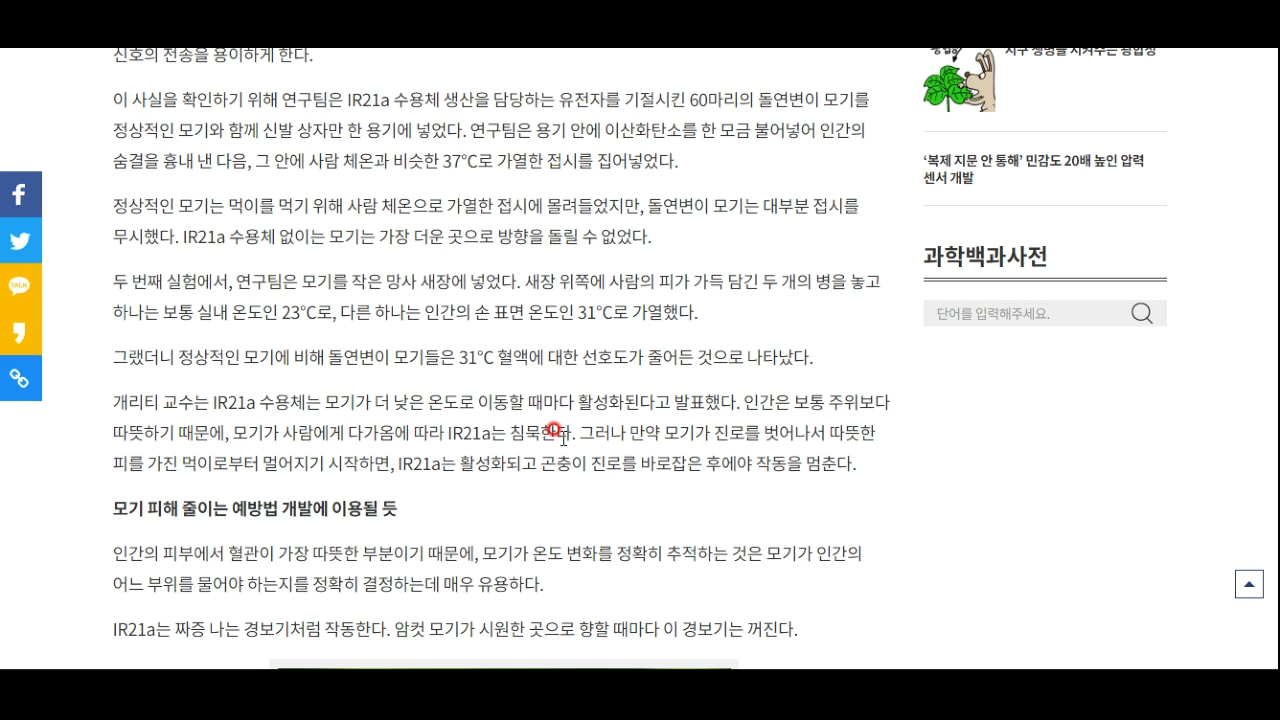 신호의 전송을 용이하게 한다.
이 사실을 확인하기 위해 연구팀은 IR21a 수용체 생산을 담당하는 유전자를 기절시킨 60마리의 돌연변이 모기를
정상적인 모기와 함께 신발 상자만 한 용기에 넣었다. 연구팀은 용기 안에 이산화탄소를 한 모금 불어넣어 인간의
숨결을 흉내 낸 다음, 그 안에 사람 체온과 비슷한 37℃로 가열한 접시를 집어넣었다.
정상적인 모기는 먹이를 먹기 위해 사람 체온으로 가열한 접시에 몰려들었지만, 돌연변이 모기는 대부분 접시를
무시했다. IR21a 수용체 없이는 모기는 가장 더운 곳으로 방향을 돌릴 수 없었다.
두 번째 실험에서, 연구팀은 모기를 작은 망사 새장에 넣었다. 새장 위쪽에 사람의 피가 가득 담긴 두 개의 병을 놓고
하나는 보통 실내 온도인 23℃로, 다른 하나는 인간의 손 표면 온도인 31℃로 가열했다.
그랬더니 정상적인 모기에 비해 돌연변이 모기들은 31℃ 혈액에 대한 선호도가 줄어든 것으로 나타났다.
개리티 교수는 IR21a 수용체는 모기가 더 낮은 온도로 이동할 때마다 활성화된다고 발표했다. 인간은 보통 주위보다
따뜻하기 때문에, 모기가 사람에게 다가옴에 따라 IR21a는 침묵한다. 그러나 만약 모기가 진로를 벗어나서 따뜻한
피를 가진 먹이로부터 멀어지기 시작하면, IR21a는 활성화되고 곤충이 진로를 바로잡은 후에야 작동을 멈춘다.
모기 피해 줄이는 예방법 개발에 이용될 듯
인간의 피부에서 혈관이 가장 따뜻한 부분이기 때문에, 모기가 온도 변화를 정확히 추적하는 것은 모기가 인간의
어느 부위를 물어야 하는지를 정확히 결정하는데 매우 유용하다.
IR21a는 짜증 나는 경보기처럼 작동한다. 암컷 모기가 시원한 곳으로 향할 때마다 이 경보기는 꺼진다.
TALK
지구 생명을 지켜주는 광합성
‘복제 지문 안 통해’ 민감도 20배 높인 압력
센서 개발
과학백과사전
단어를 입력해주세요.